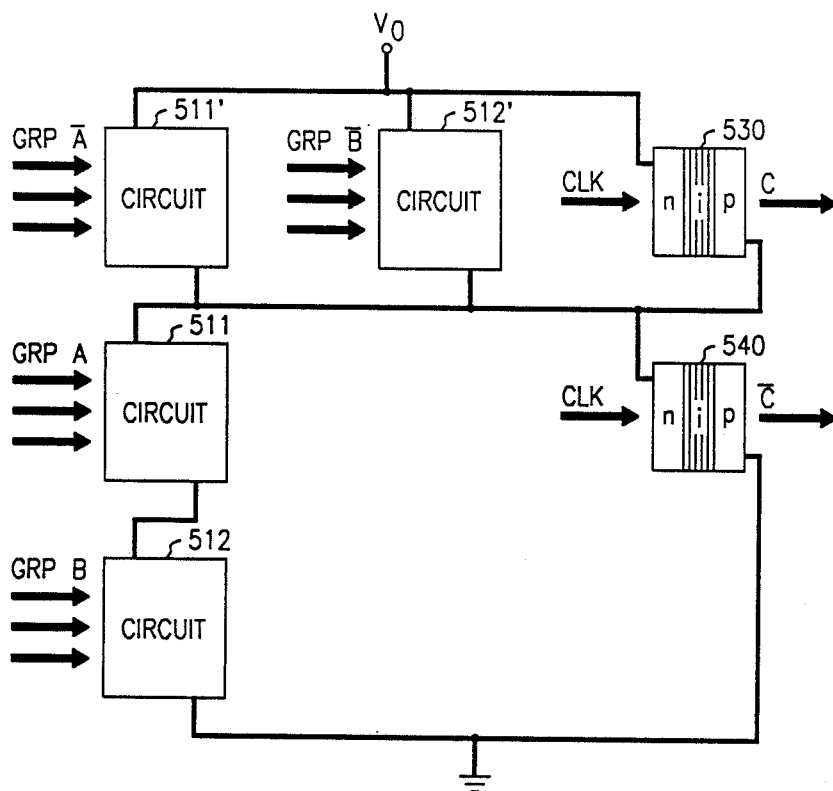 V0
511'
512'
530
GRP A̅
GRP B̅
CLK
C
CIRCUIT
CIRCUIT
n i p
511
540
GRP A
CLK
C̅
CIRCUIT
n i p
512
GRP B
CIRCUIT